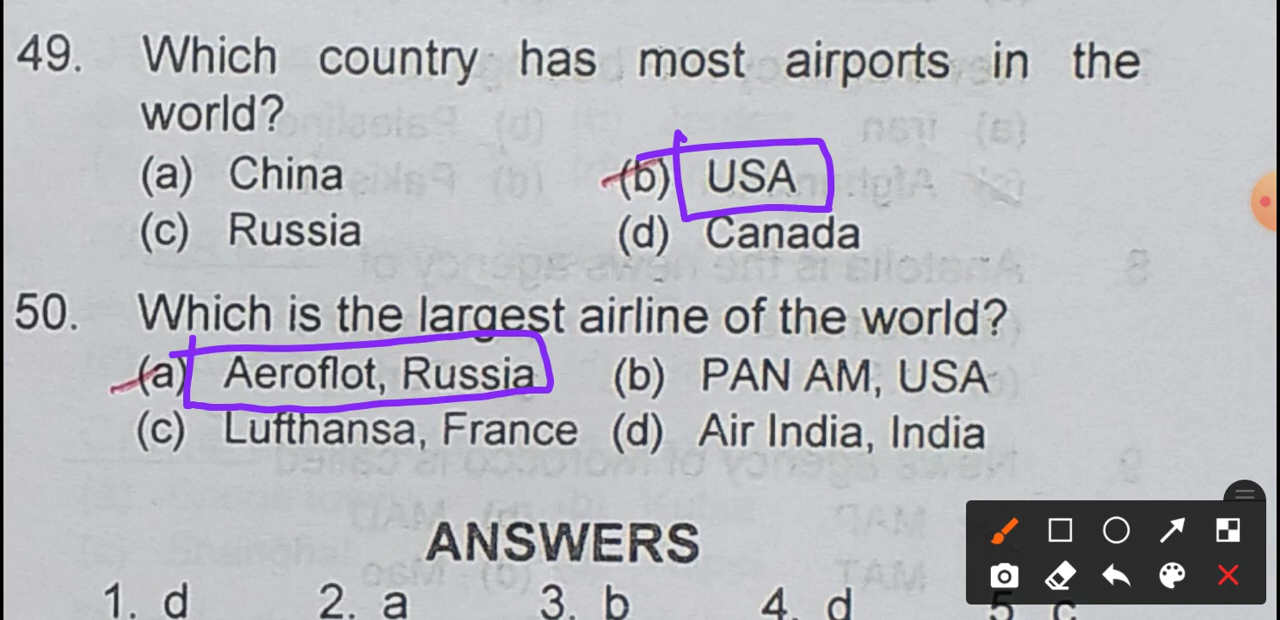 49. Which country has most airports in the
world?
(a) China (b) USA
(c) Russia (d) Canada
50. Which is the largest airline of the world?
(a) Aeroflot, Russia (b) PAN AM, USA
(c) Lufthansa, France (d) Air India, India
ANSWERS
1. d 2. a 3. b 4. d 5 c